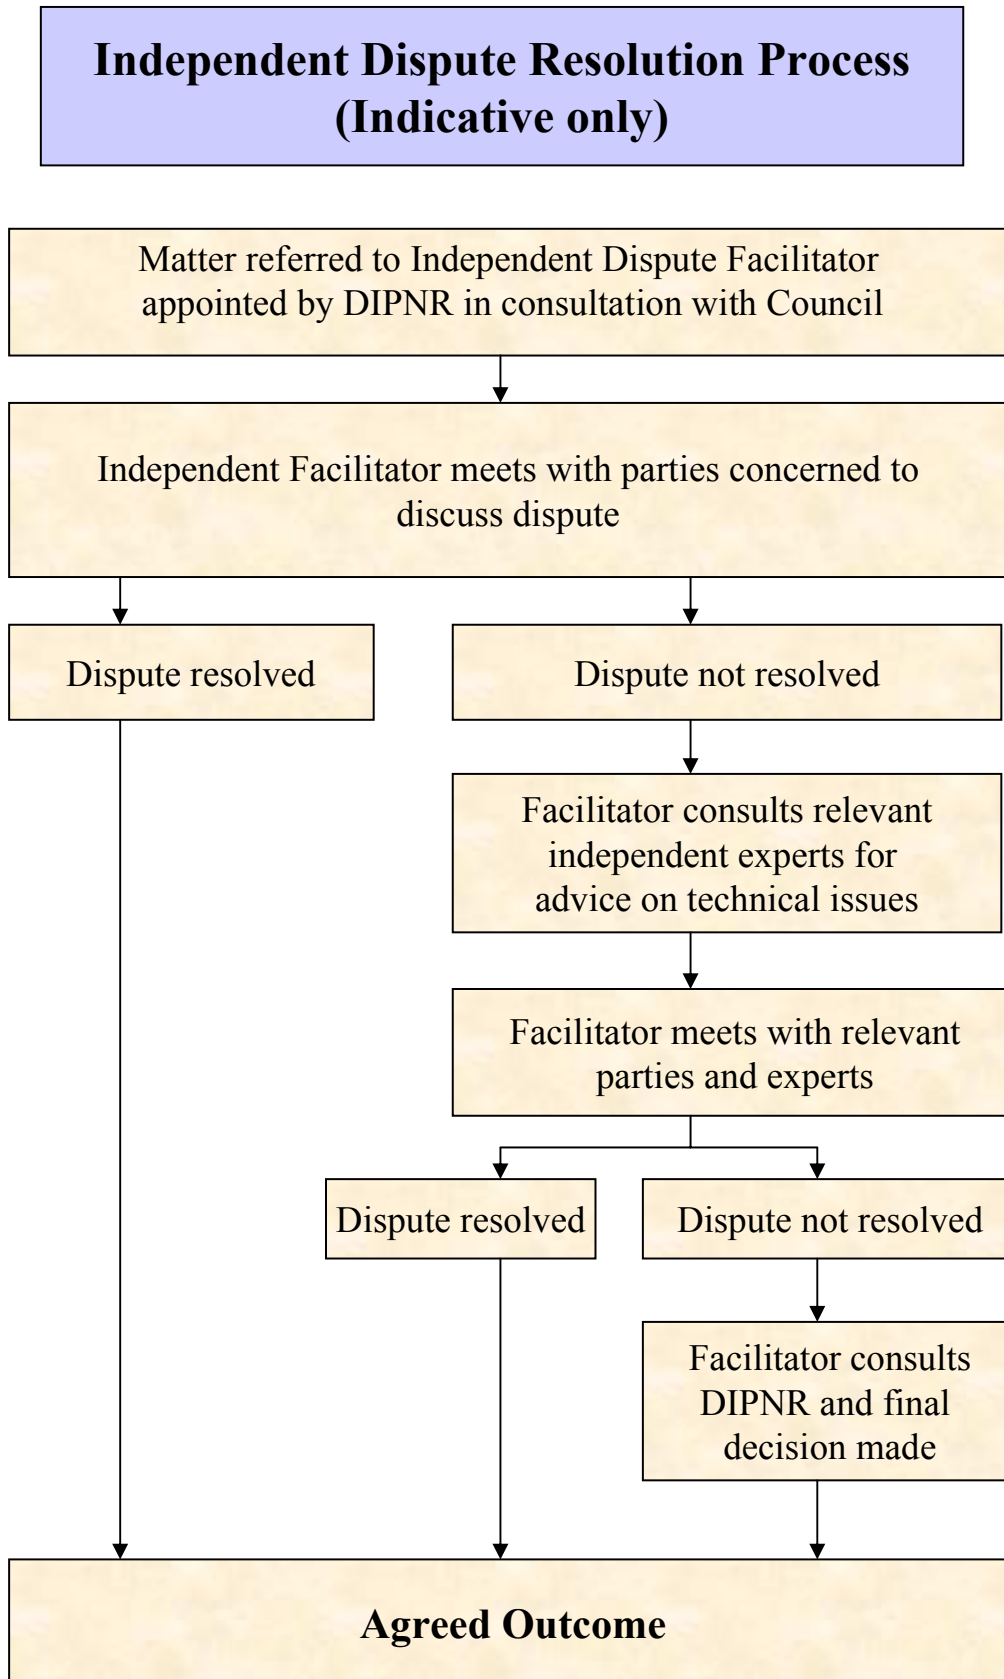 Independent Dispute Resolution Process
(Indicative only)
Matter referred to Independent Dispute Facilitator
appointed by DIPNR in consultation with Council
Independent Facilitator meets with parties concerned to
discuss dispute
Dispute resolved
Dispute not resolved
Facilitator consults relevant
independent experts for
advice on technical issues
Facilitator meets with relevant
parties and experts
Dispute resolved
Dispute not resolved
Facilitator consults
DIPNR and final
decision made
Agreed Outcome